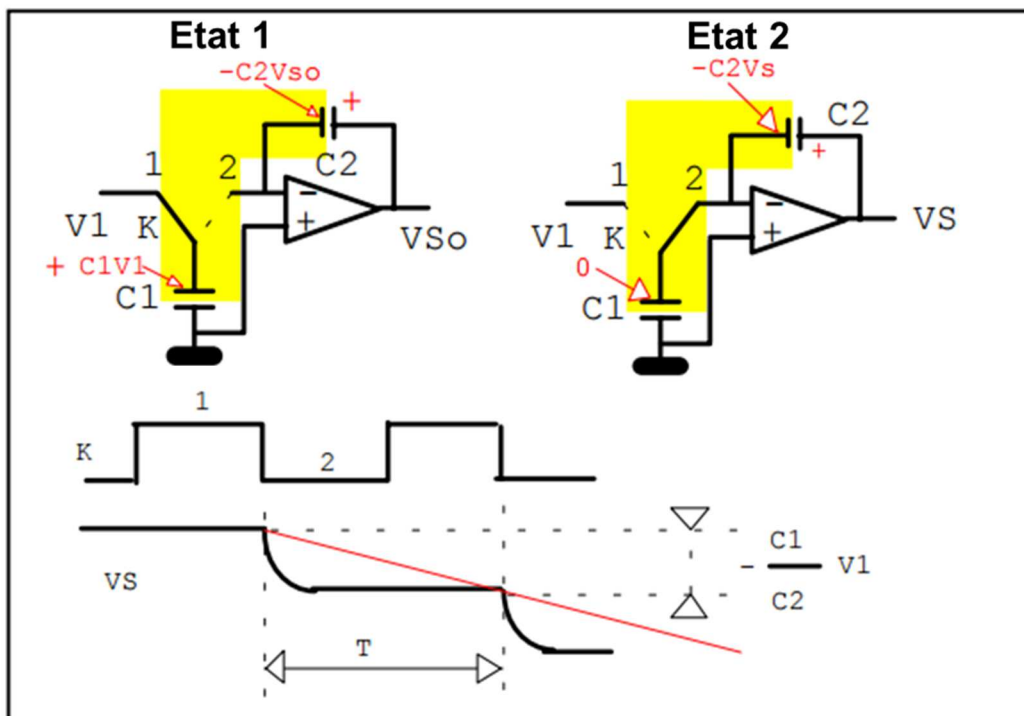 Etat 1
Etat 2
-C2Vso
+
-C2Vs
C2
+
1
2
C2
1
2
V1
K
-
+
VSo
V1
K
-
+
VS
+ C1V1
C1
0
C1
1
K
2
VS
C1
- V1
C2
T